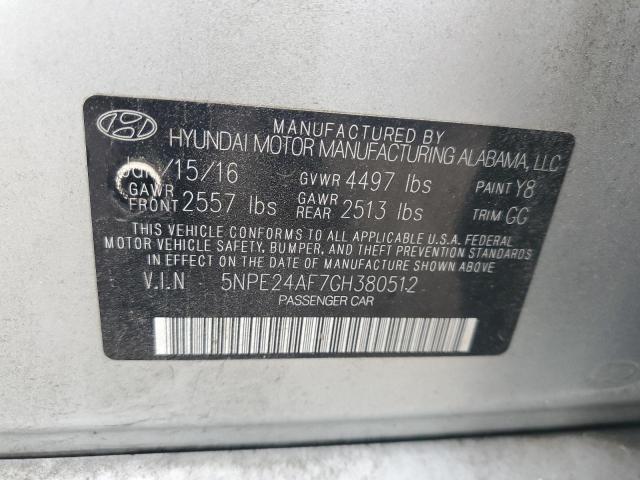 MANUFACTURED BY
HYUNDAI MOTOR MANUFACTURING ALABAMA, LLC
/15/16 GVWR 4497 lbs PAINT Y8
GAWR FRONT 2557 lbs GAWR REAR 2513 lbs TRIM GG
THIS VEHICLE CONFORMS TO ALL APPLICABLE U.S.A. FEDERAL
MOTOR VEHICLE SAFETY, BUMPER, AND THEFT PREVENTION STANDARDS
IN EFFECT ON THE DATE OF MANUFACTURE SHOWN ABOVE.
V.I.N 5NPE24AF7GH380512
PASSENGER CAR